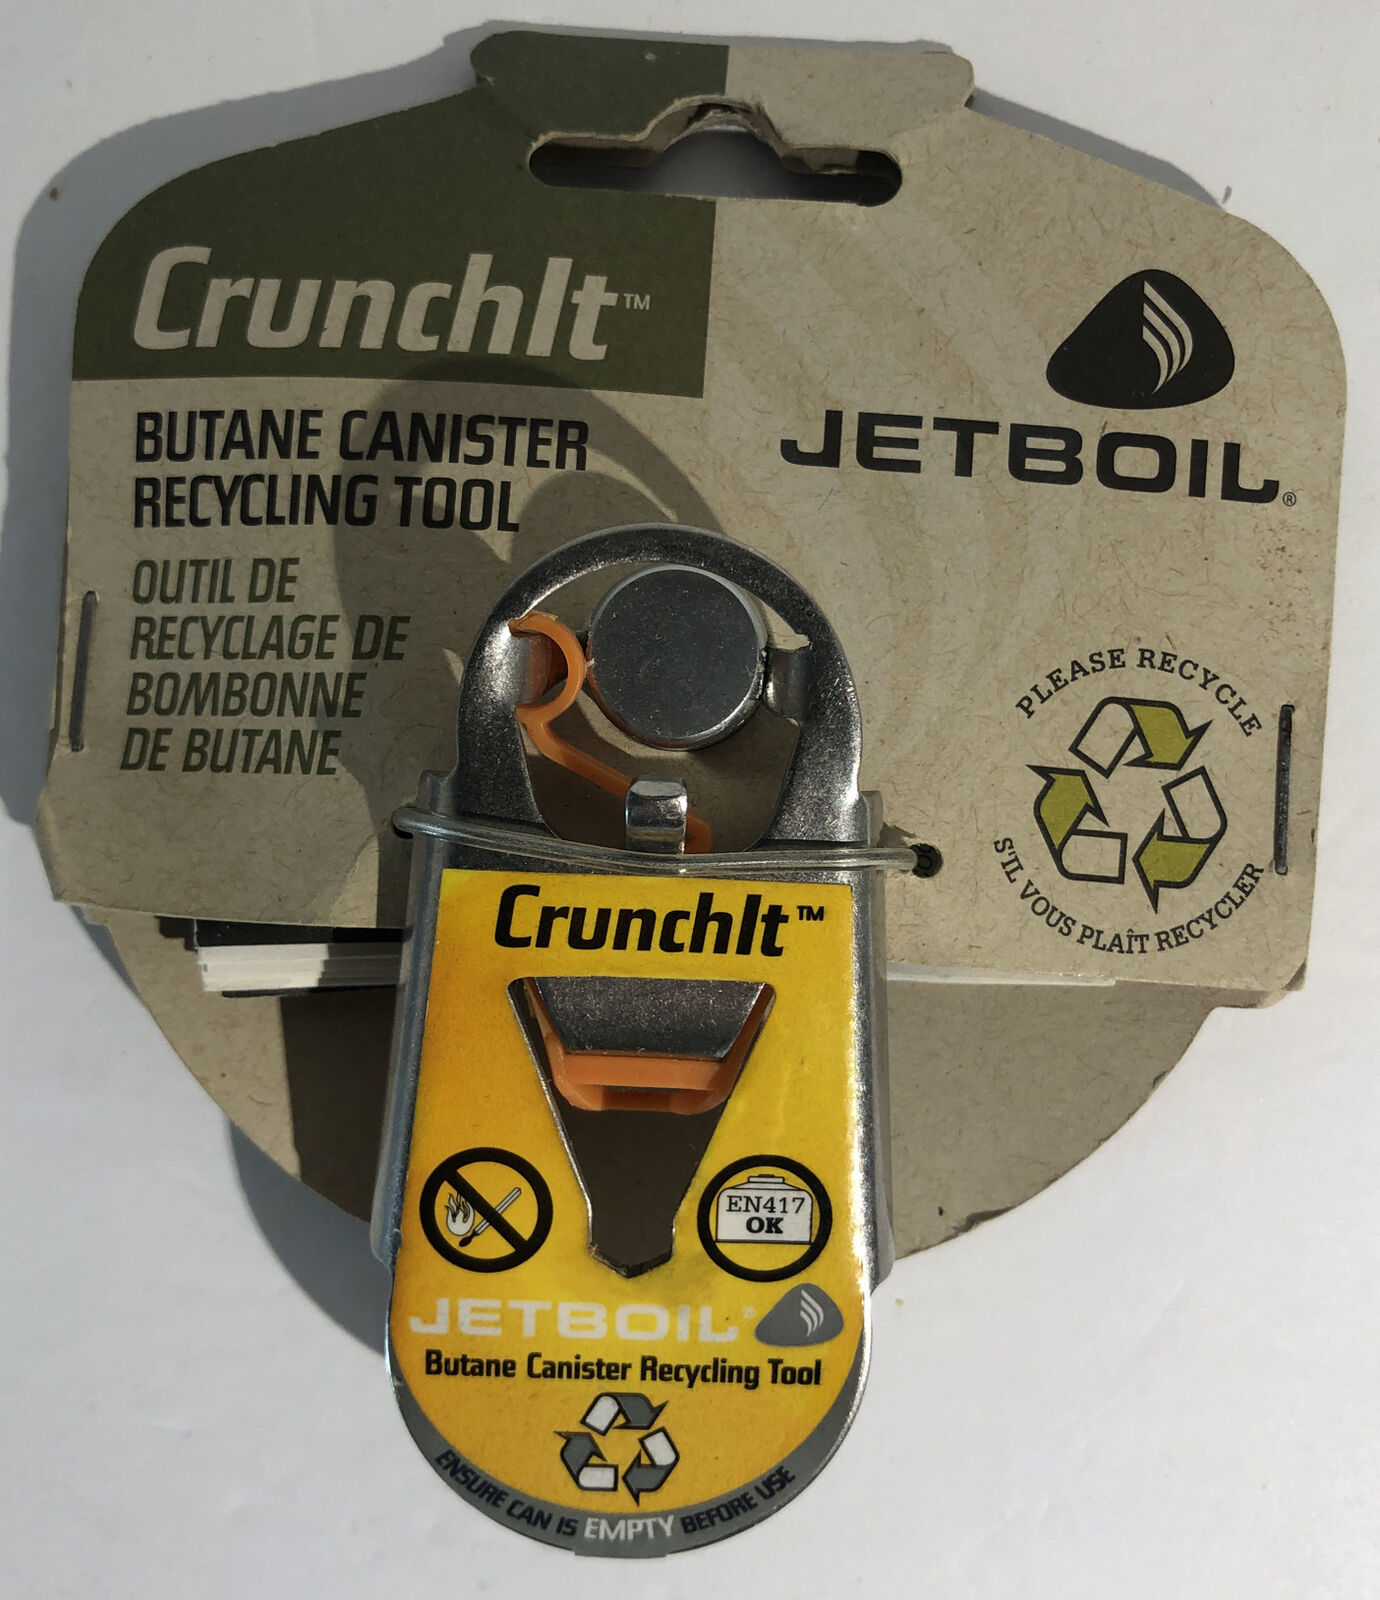 CrunchIt™
BUTANE CANISTER
RECYCLING TOOL
OUTIL DE
RECYCLAGE DE
BOMBONNE
DE BUTANE
JETBOIL®
PLEASE RECYCLE
S'IL VOUS PLAÎT RECYCLER
CrunchIt™
EN417
OK
JETBOIL®
Butane Canister Recycling Tool
ENSURE CAN IS EMPTY BEFORE USE